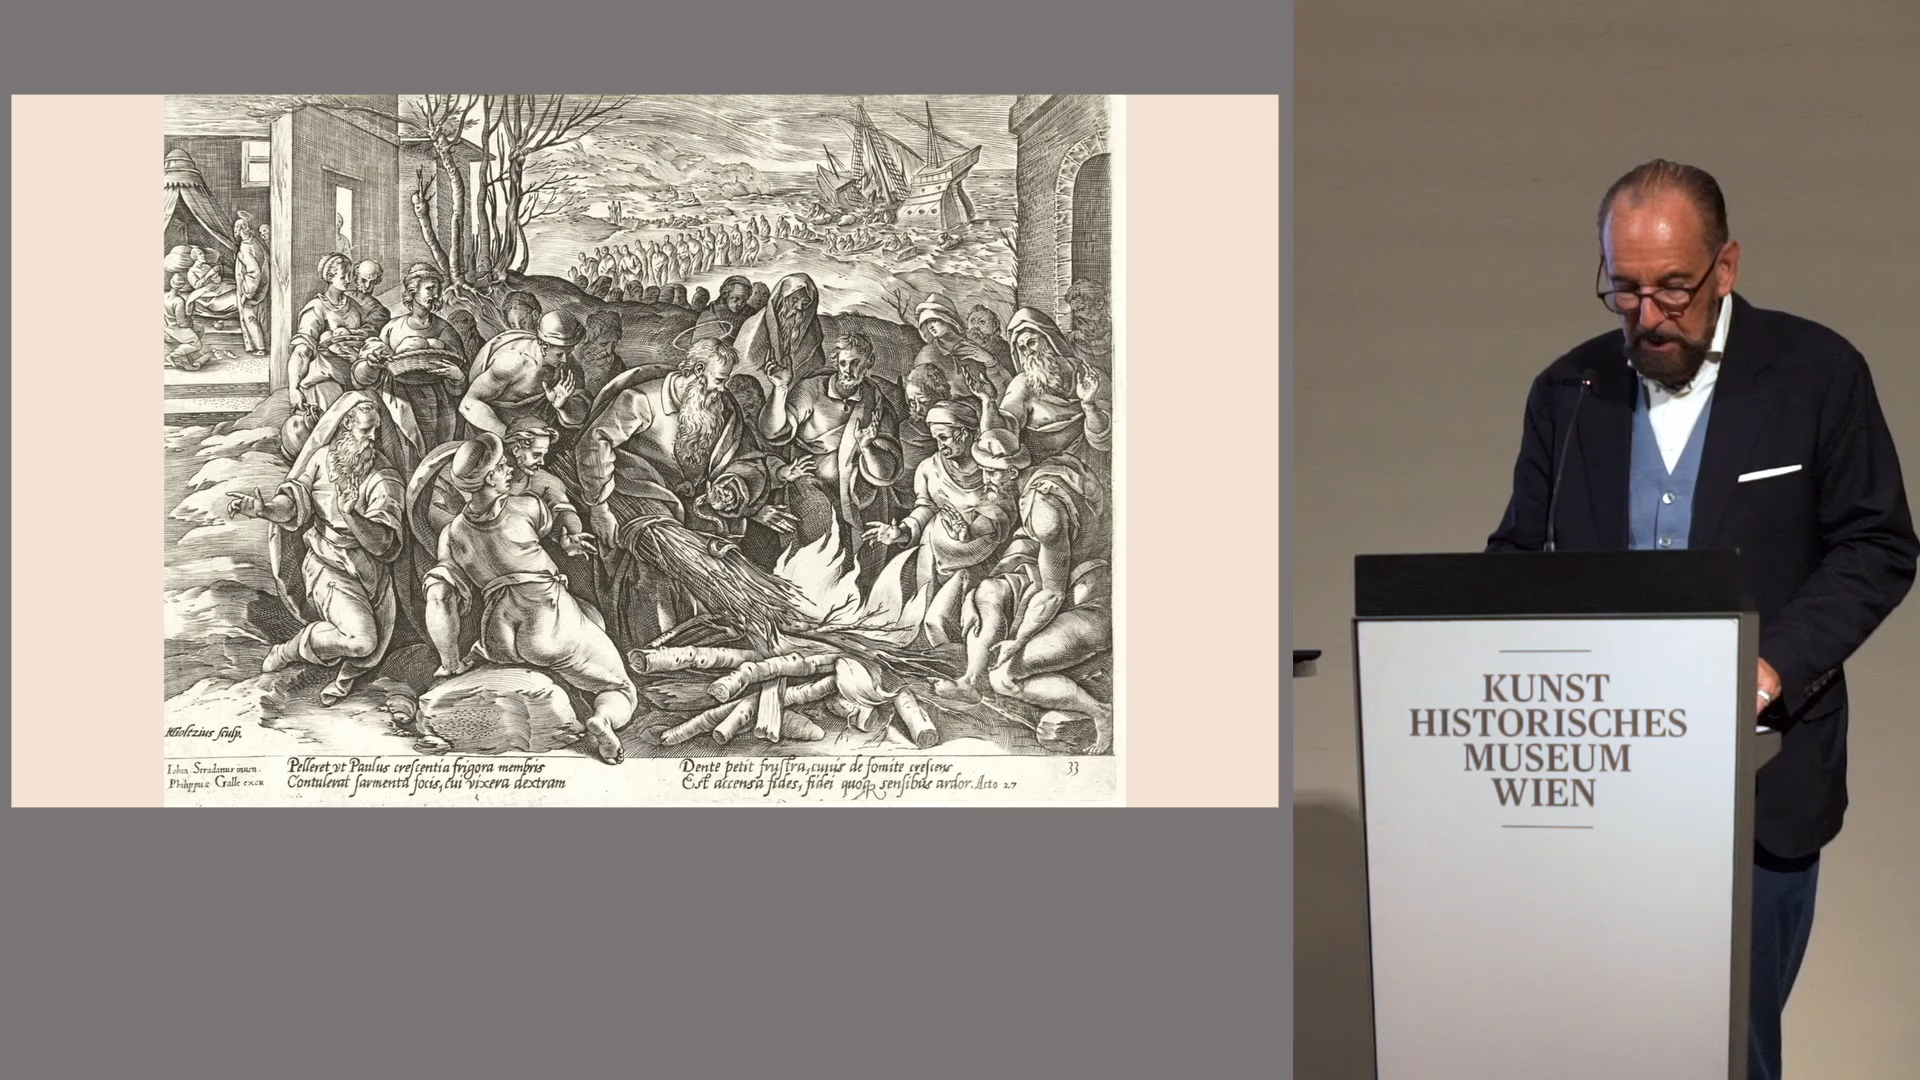 HGoltzius sculp.
Iohan. Stradanus inuen.
Philippus Galle excu
Pelleret vt Paulus crescentia frigora membris
Contulerat sarmenta focis, cui vixera dextram
Dente petit frustra, cuius de fomite crescens
Est accensa fides, fidei quoq; sensibus ardor. Acto 27
33
KUNST
HISTORISCHES
MUSEUM
WIEN